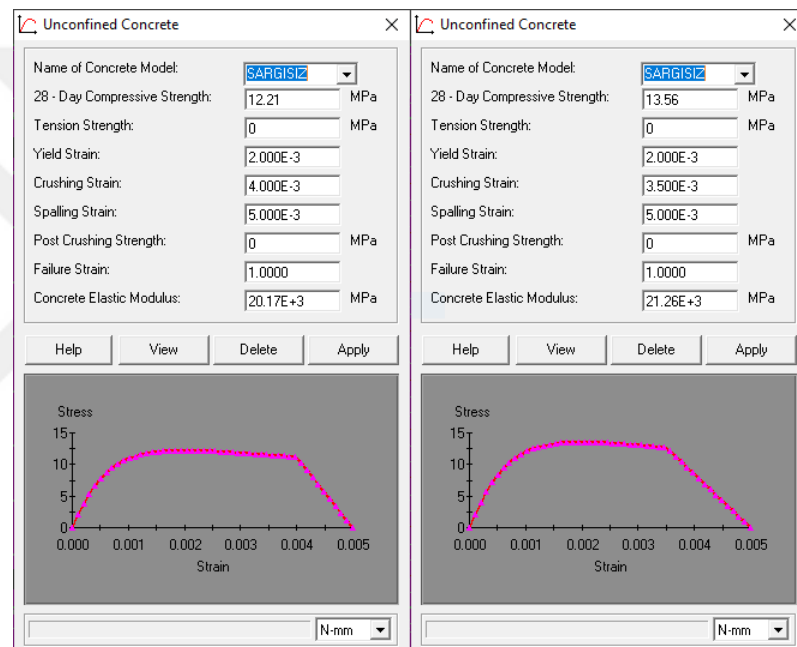 Unconfined Concrete
Name of Concrete Model: SARGISIZ
28 - Day Compressive Strength: 12.21 MPa
Tension Strength: 0 MPa
Yield Strain: 2.000E-3
Crushing Strain: 4.000E-3
Spalling Strain: 5.000E-3
Post Crushing Strength: 0 MPa
Failure Strain: 1.0000
Concrete Elastic Modulus: 20.17E+3 MPa
Help View Delete Apply
Stress
15
10
5
0
0.000 0.001 0.002 0.003 0.004 0.005
Strain
N-mm
Unconfined Concrete
Name of Concrete Model: SARGISIZ
28 - Day Compressive Strength: 13.56 MPa
Tension Strength: 0 MPa
Yield Strain: 2.000E-3
Crushing Strain: 3.500E-3
Spalling Strain: 5.000E-3
Post Crushing Strength: 0 MPa
Failure Strain: 1.0000
Concrete Elastic Modulus: 21.26E+3 MPa
Help View Delete Apply
Stress
15
10
5
0
0.000 0.001 0.002 0.003 0.004 0.005
Strain
N-mm